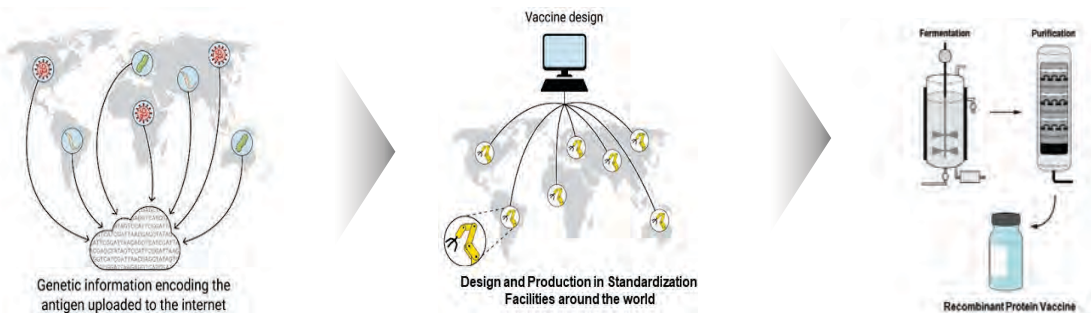 Genetic information encoding the
antigen uploaded to the internet
Vaccine design
Design and Production in Standardization
Facilities around the world
Fermentation
Purification
Recombinant Protein Vaccine